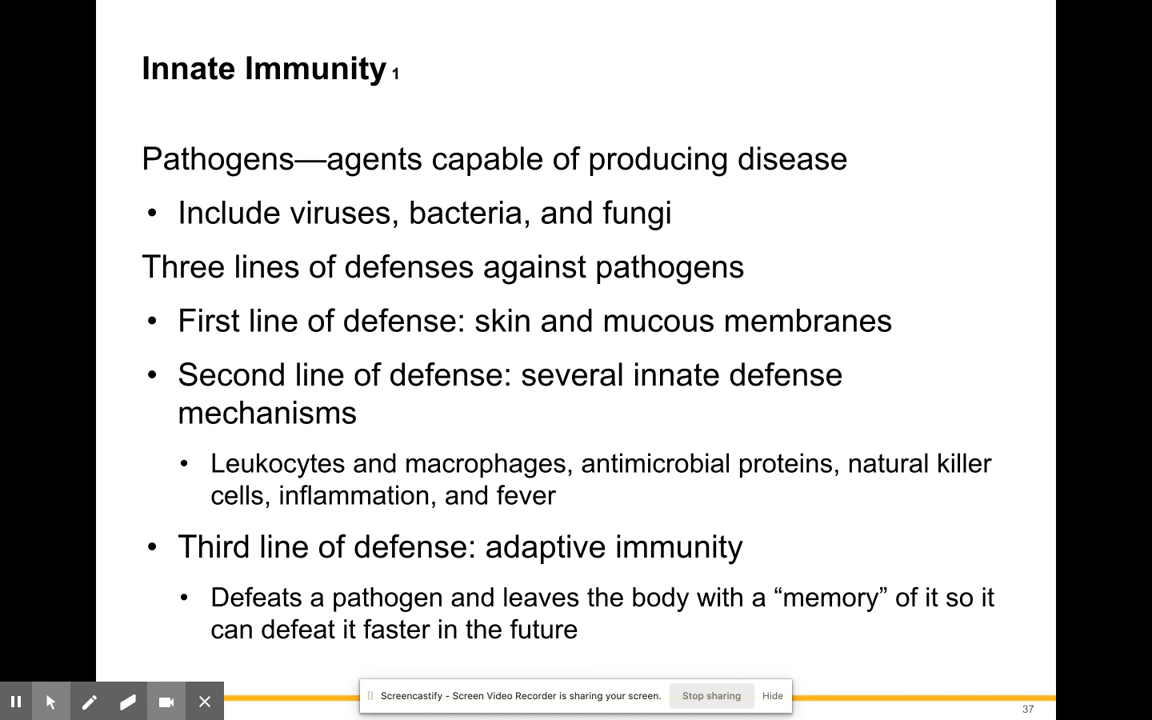 Innate Immunity 1
Pathogens—agents capable of producing disease
• Include viruses, bacteria, and fungi
Three lines of defenses against pathogens
• First line of defense: skin and mucous membranes
• Second line of defense: several innate defense
mechanisms
• Leukocytes and macrophages, antimicrobial proteins, natural killer
cells, inflammation, and fever
• Third line of defense: adaptive immunity
• Defeats a pathogen and leaves the body with a “memory” of it so it
can defeat it faster in the future
Screencastify - Screen Video Recorder is sharing your screen.
Stop sharing
Hide
37